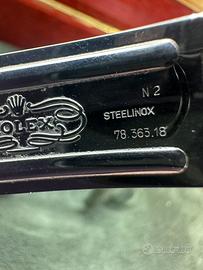 N 2
STEELINOX
OLEX
78.363.18